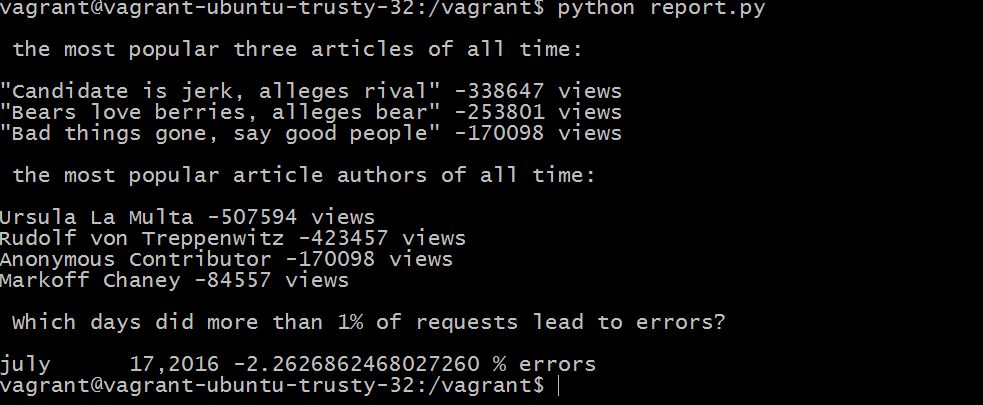 vagrant@vagrant-ubuntu-trusty-32:/vagrant$ python report.py
the most popular three articles of all time:
"Candidate is jerk, alleges rival" -338647 views
"Bears love berries, alleges bear" -253801 views
"Bad things gone, say good people" -170098 views
the most popular article authors of all time:
Ursula La Multa -507594 views
Rudolf von Treppenwitz -423457 views
Anonymous Contributor -170098 views
Markoff Chaney -84557 views
Which days did more than 1% of requests lead to errors?
july      17,2016 -2.2626862468027260 % errors
vagrant@vagrant-ubuntu-trusty-32:/vagrant$